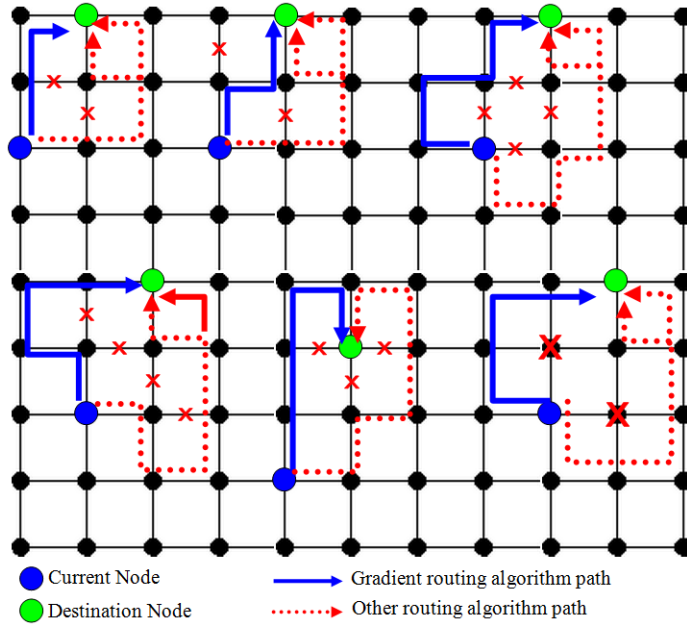 Current Node
Gradient routing algorithm path
Destination Node
Other routing algorithm path